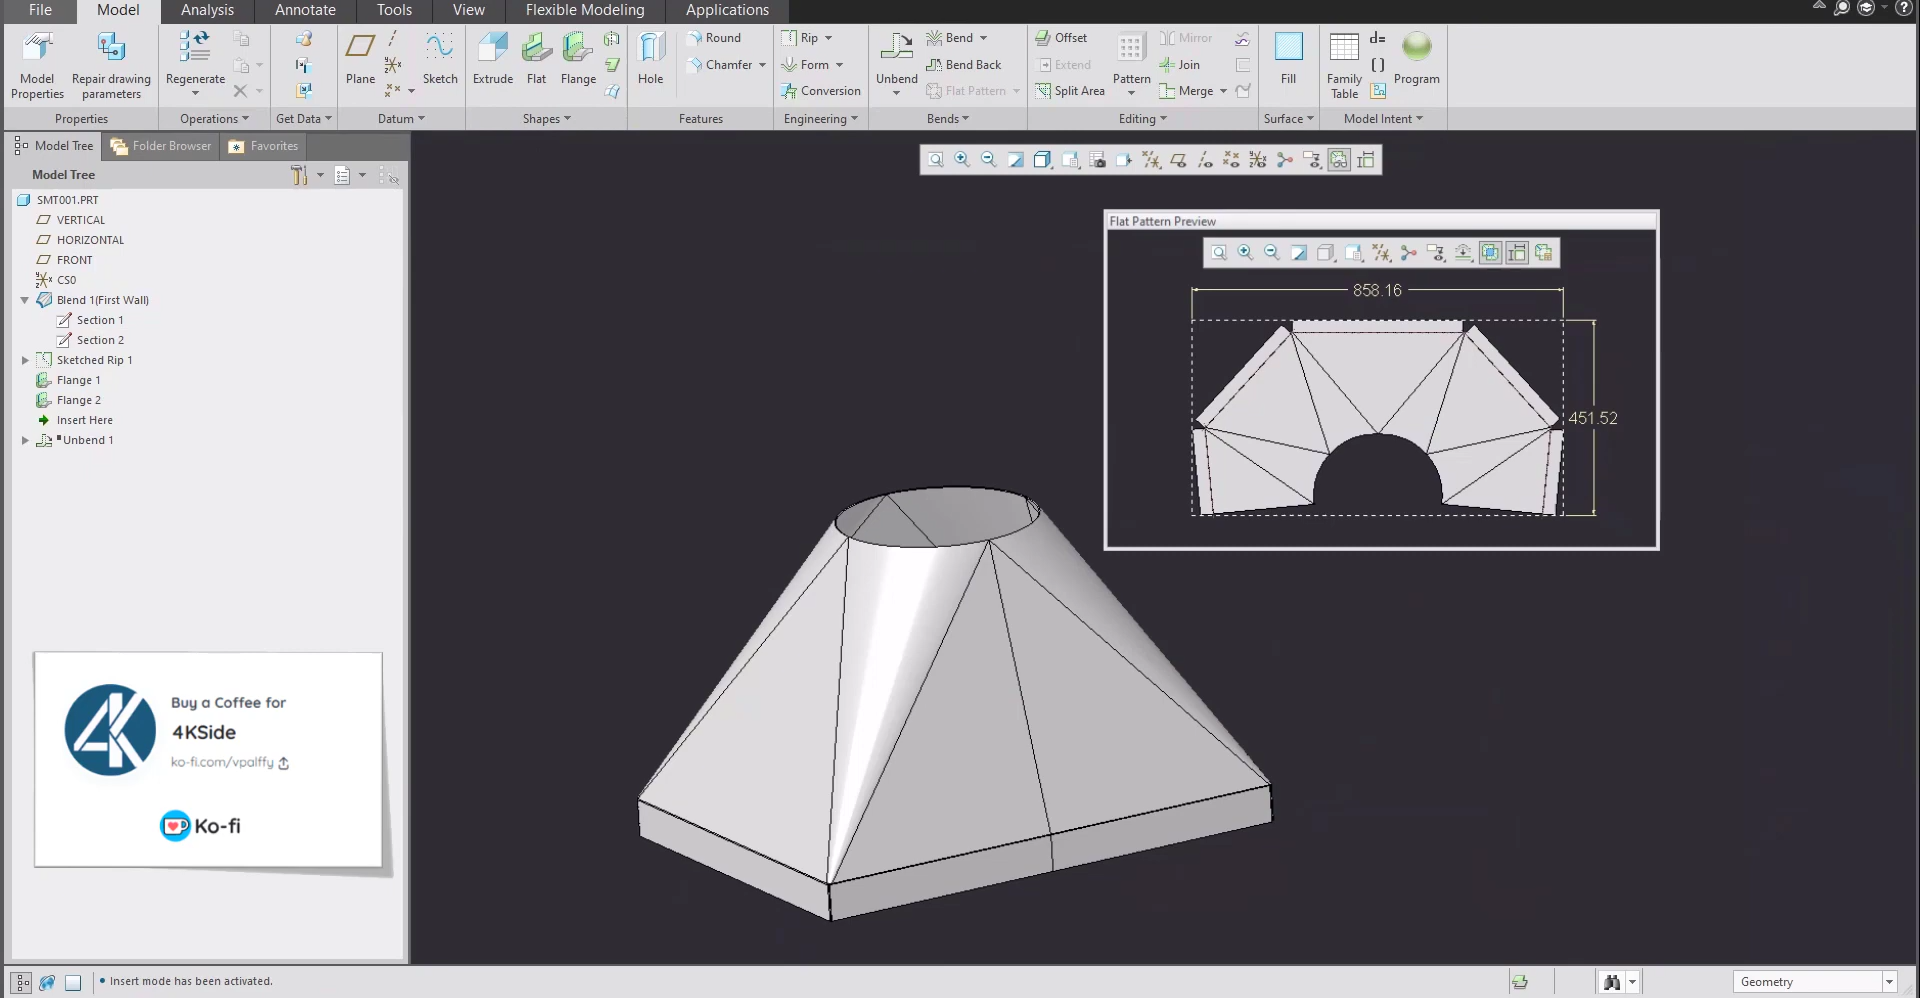 File Model Analysis Annotate Tools View Flexible Modeling Applications
Model Properties
Repair drawing parameters
Regenerate
Plane
Sketch
Extrude
Flat
Flange
Hole
Round
Chamfer
Rip
Form
Conversion
Unbend
Bend
Bend Back
Flat Pattern
Offset
Extend
Split Area
Pattern
Mirror
Join
Merge
Fill
Family Table
d=
Program
Properties Operations Get Data Datum Shapes Features Engineering Bends Editing Surface Model Intent
Model Tree Folder Browser Favorites
Model Tree
SMT001.PRT
VERTICAL
HORIZONTAL
FRONT
CS0
Blend 1(First Wall)
Section 1
Section 2
Sketched Rip 1
Flange 1
Flange 2
Insert Here
Unbend 1
Flat Pattern Preview
858.16
451.52
Buy a Coffee for
4KSide
ko-fi.com/vpalffy
Ko-fi
Insert mode has been activated.
Geometry